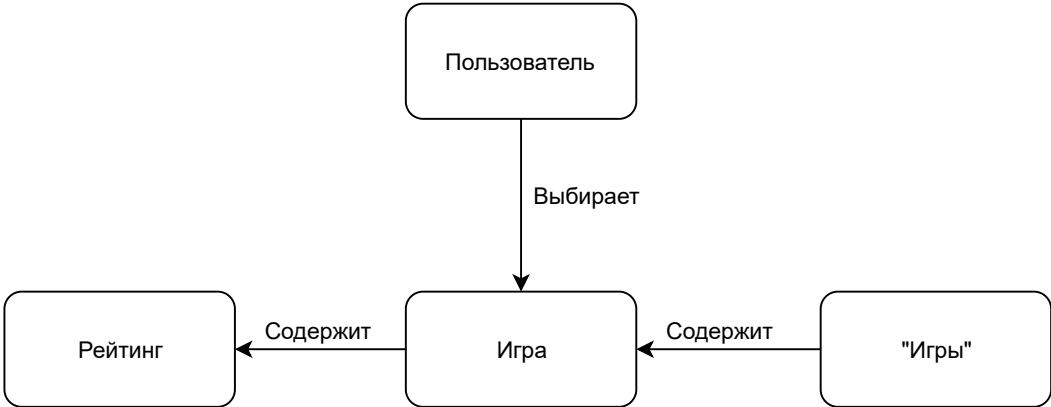 Пользователь
Выбирает
Рейтинг
Содержит
Игра
Содержит
"Игры"